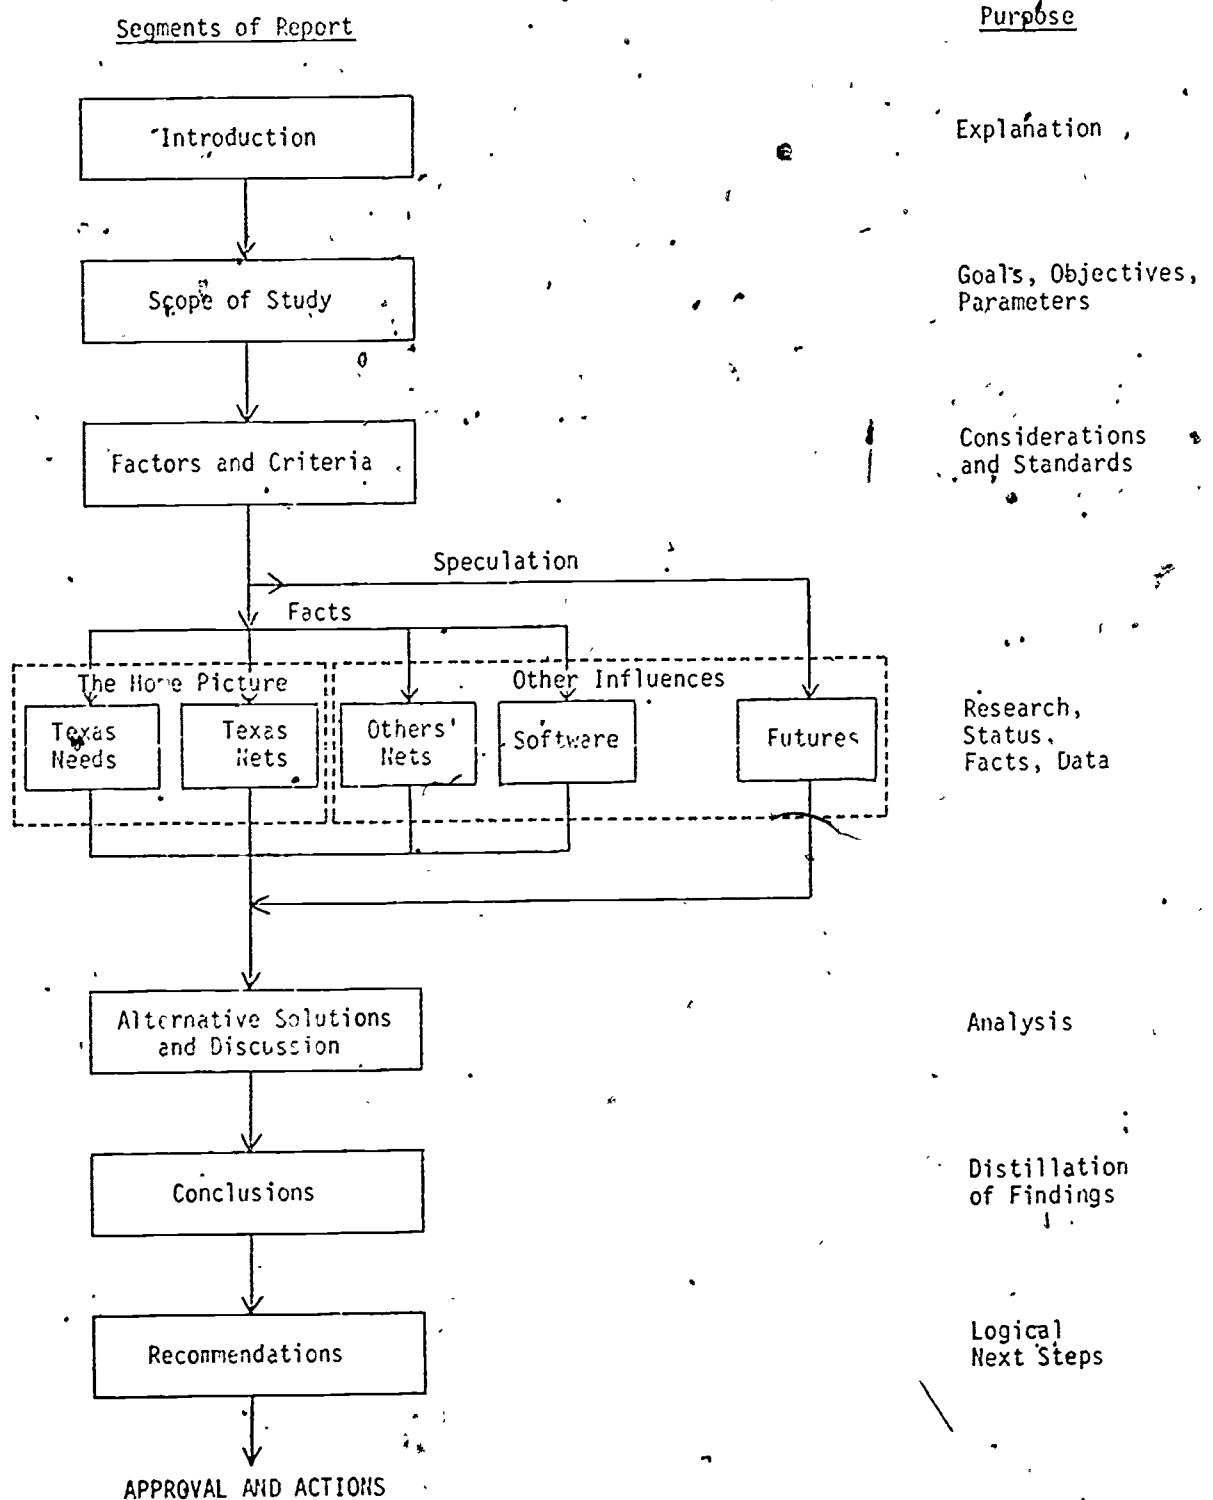 Segments of Report
Purpose
Introduction
Explanation
Scope of Study
Goals, Objectives,
Parameters
Factors and Criteria
Considerations
and Standards
Speculation
Facts
The Home Picture
Other Influences
Texas
Needs
Texas
Nets
Others'
Nets
Software
Futures
Research,
Status,
Facts, Data
Alternative Solutions
and Discussion
Analysis
Conclusions
Distillation
of Findings
Recommendations
Logical
Next Steps
APPROVAL AND ACTIONS